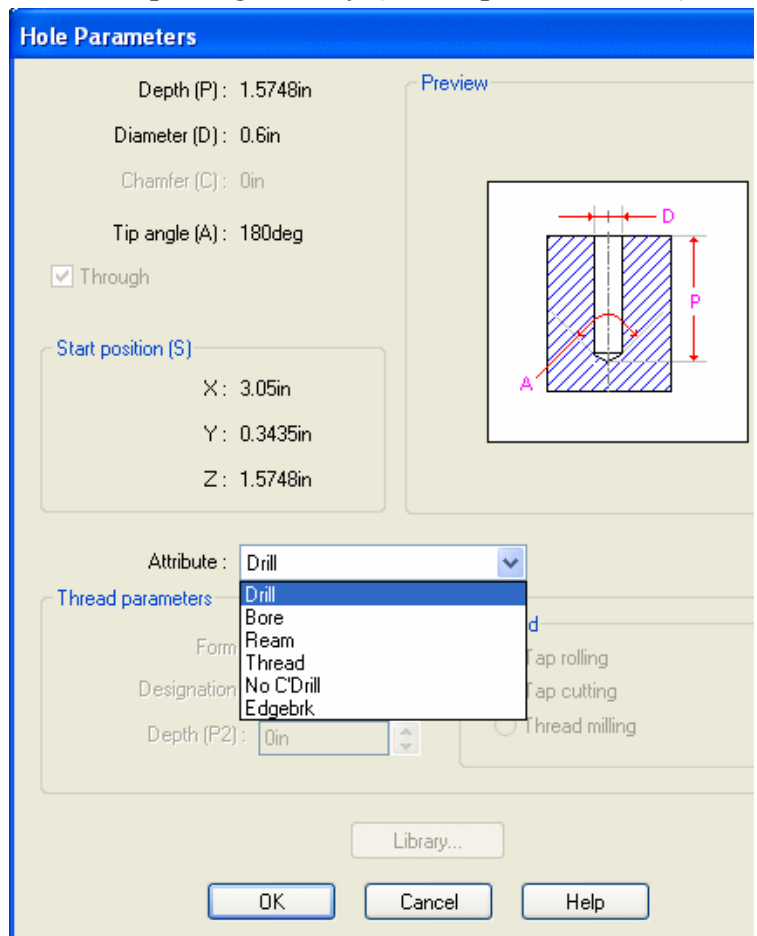 Hole Parameters
Depth (P) : 1.5748in
Preview
Diameter (D) : 0.6in
Chamfer (C) : 0in
Tip angle (A) : 180deg
Through
D
P
A
Start position (S)
X : 3.05in
Y : 0.3435in
Z : 1.5748in
Attribute : Drill
Drill
Bore
Ream
Thread
No C'Drill
Edgebrk
Thread parameters
Form
Designation
Depth (P2) : 0in
d
Tap rolling
Tap cutting
Thread milling
Library...
OK Cancel Help